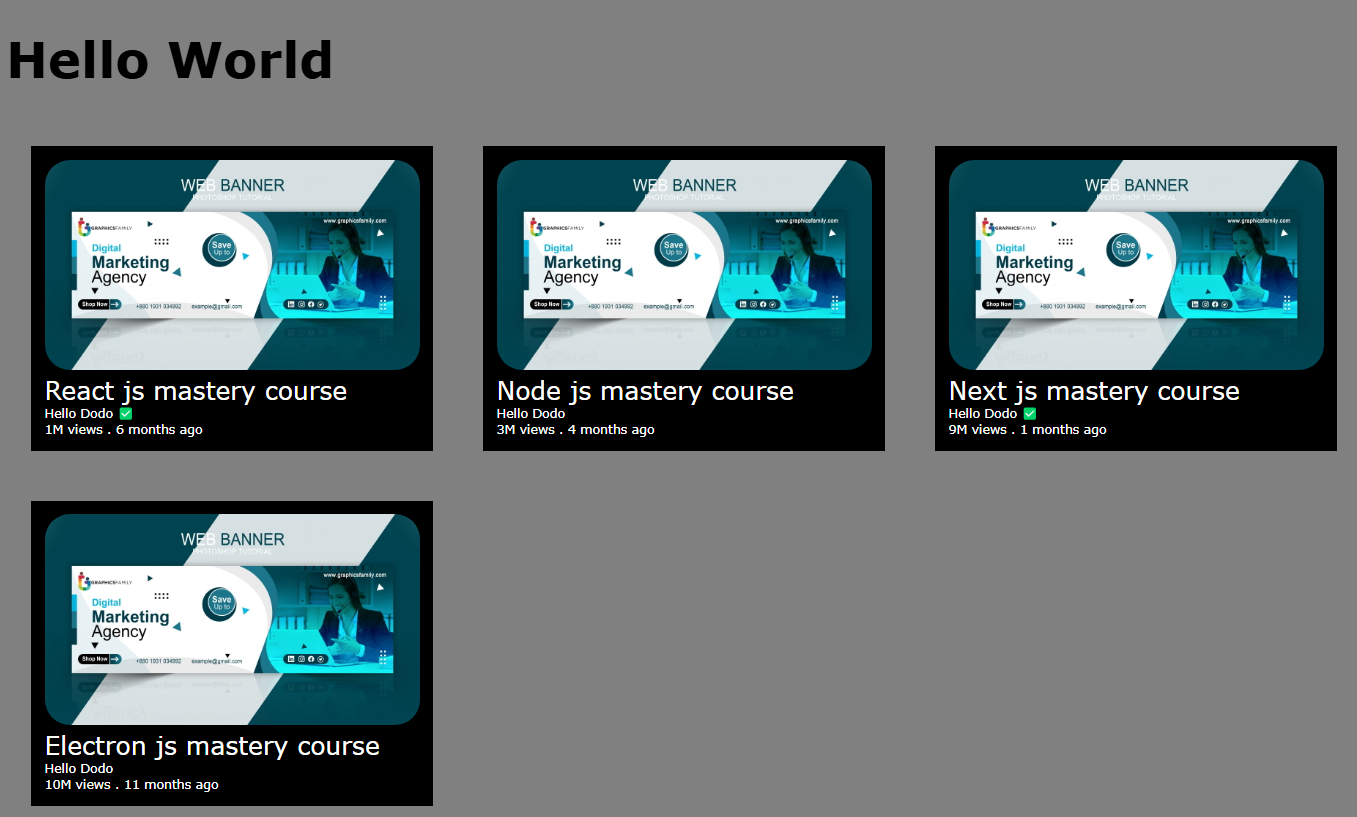 Hello World
WEB BANNER
PHOTOSHOP TUTORIAL
GRAPHICSFAMILY
www.graphicsfamily.com
Digital
Marketing
Agency
Save
Up to
Shop Now
+880 1931 034992
example@gmail.com
React js mastery course
Hello Dodo ✅
1M views . 6 months ago
WEB BANNER
PHOTOSHOP TUTORIAL
GRAPHICSFAMILY
www.graphicsfamily.com
Digital
Marketing
Agency
Save
Up to
Shop Now
+880 1931 034992
example@gmail.com
Node js mastery course
Hello Dodo
3M views . 4 months ago
WEB BANNER
PHOTOSHOP TUTORIAL
GRAPHICSFAMILY
www.graphicsfamily.com
Digital
Marketing
Agency
Save
Up to
Shop Now
+880 1931 034992
example@gmail.com
Next js mastery course
Hello Dodo ✅
9M views . 1 months ago
WEB BANNER
PHOTOSHOP TUTORIAL
GRAPHICSFAMILY
www.graphicsfamily.com
Digital
Marketing
Agency
Save
Up to
Shop Now
+880 1931 034992
example@gmail.com
Electron js mastery course
Hello Dodo
10M views . 11 months ago